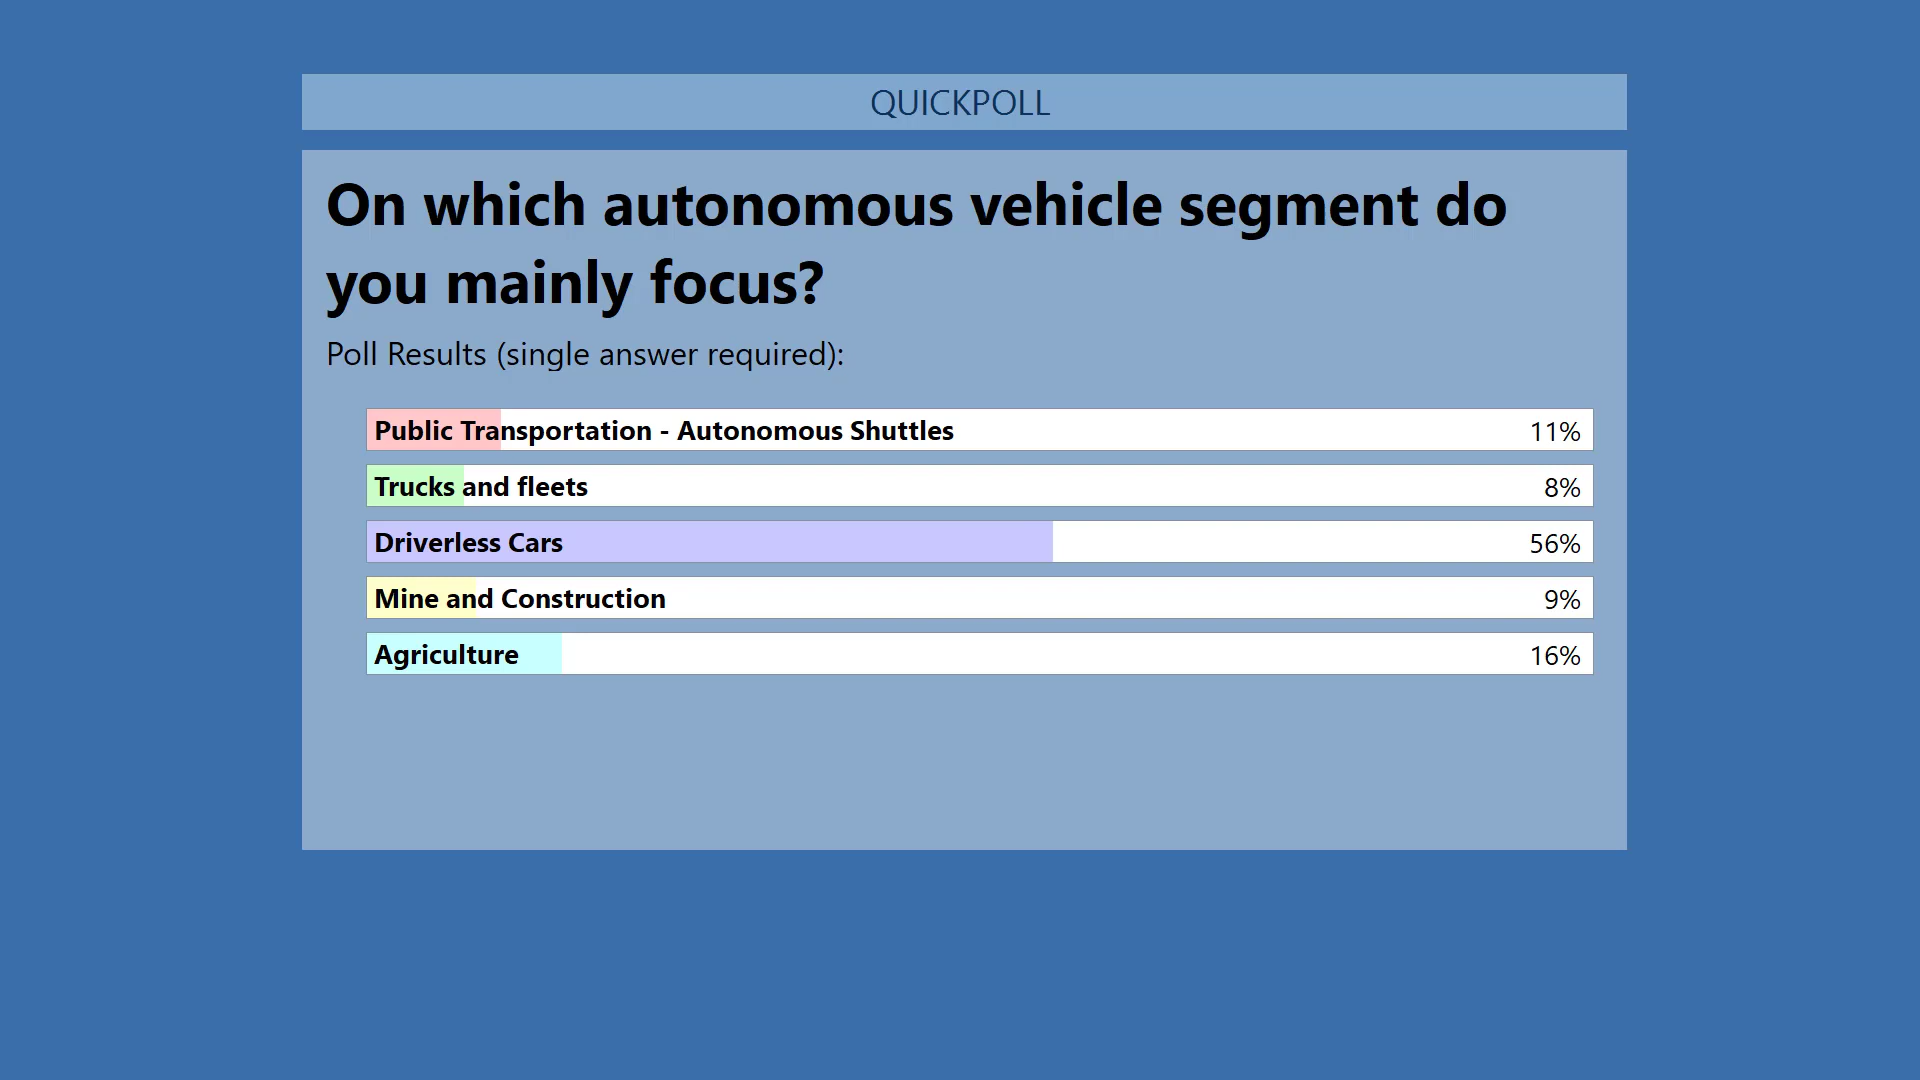 QUICKPOLL
On which autonomous vehicle segment do
you mainly focus?
Poll Results (single answer required):
Public Transportation - Autonomous Shuttles 11%
Trucks and fleets 8%
Driverless Cars 56%
Mine and Construction 9%
Agriculture 16%